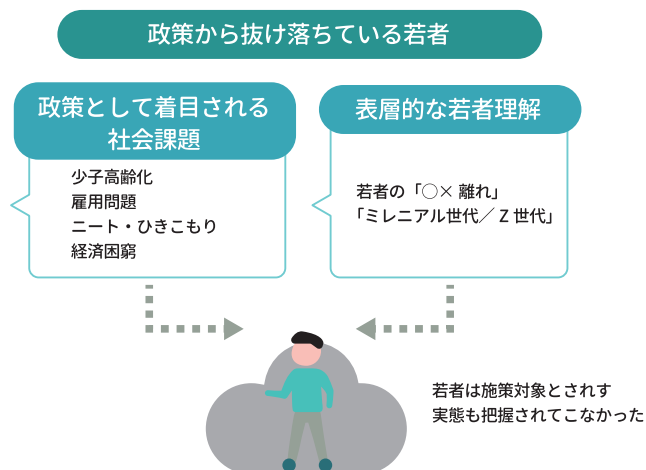 政策から抜け落ちている若者
政策として着目される
社会課題
少子高齢化
雇用問題
ニート・ひきこもり
経済困窮
表層的な若者理解
若者の「○× 離れ」
「ミレニアル世代／Z 世代」
若者は施策対象とされず
実態も把握されてこなかった